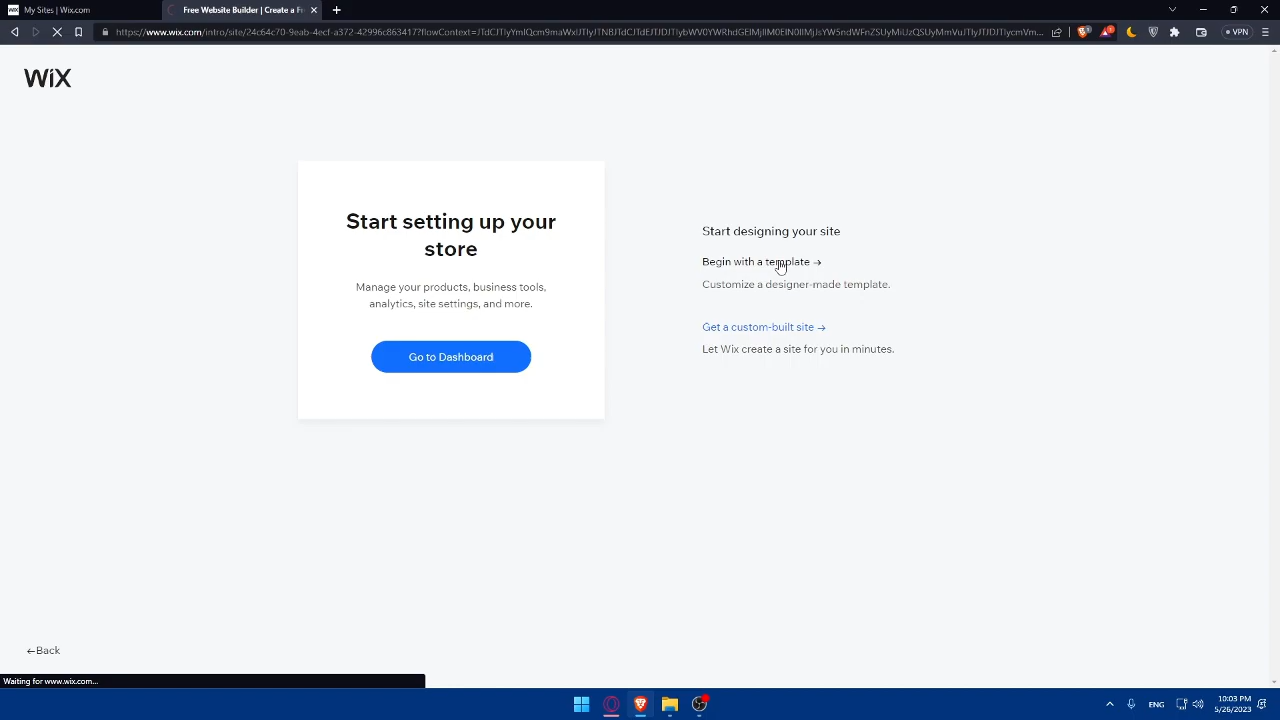 My Sites | Wix.com
Free Website Builder | Create a Fr
WiX
Start setting up your
store
Manage your products, business tools,
analytics, site settings, and more.
Go to Dashboard
Start designing your site
Begin with a template →
Customize a designer-made template.
Get a custom-built site →
Let Wix create a site for you in minutes.
←Back
Waiting for www.wix.com...
VPN
ENG
10:03 PM
5/26/2023